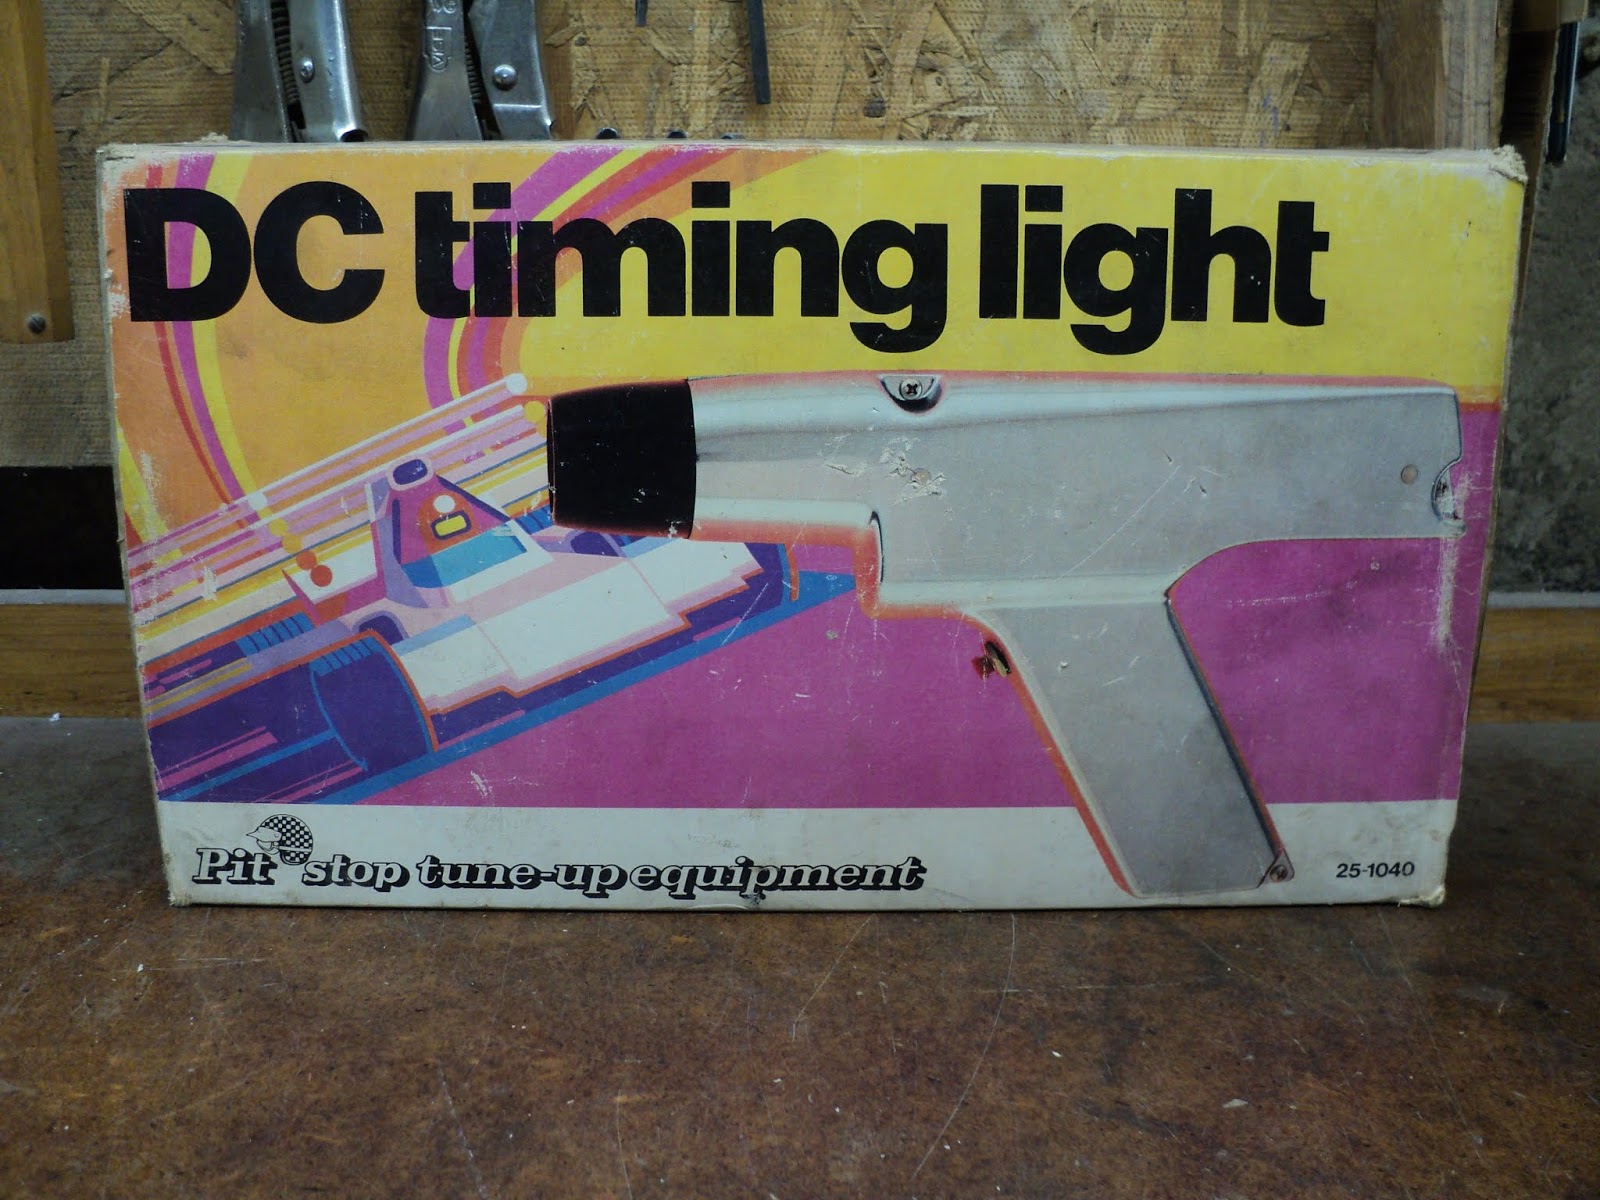 DC timing light
Pit stop tune-up equipment
25-1040